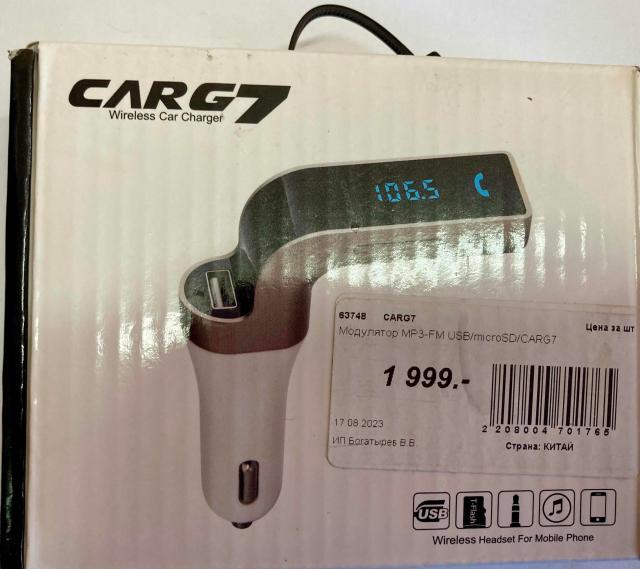 CARG7
Wireless Car Charger
106.5
63748 CARG7
Цена за шт
Модулятор MP3-FM USB/microSD/CARG7
1 999.-
2 208004 701765
17 08 2023
ИП Богатырев В.В.
Страна: КИТАЙ
USB
T-Flash
Wireless Headset For Mobile Phone